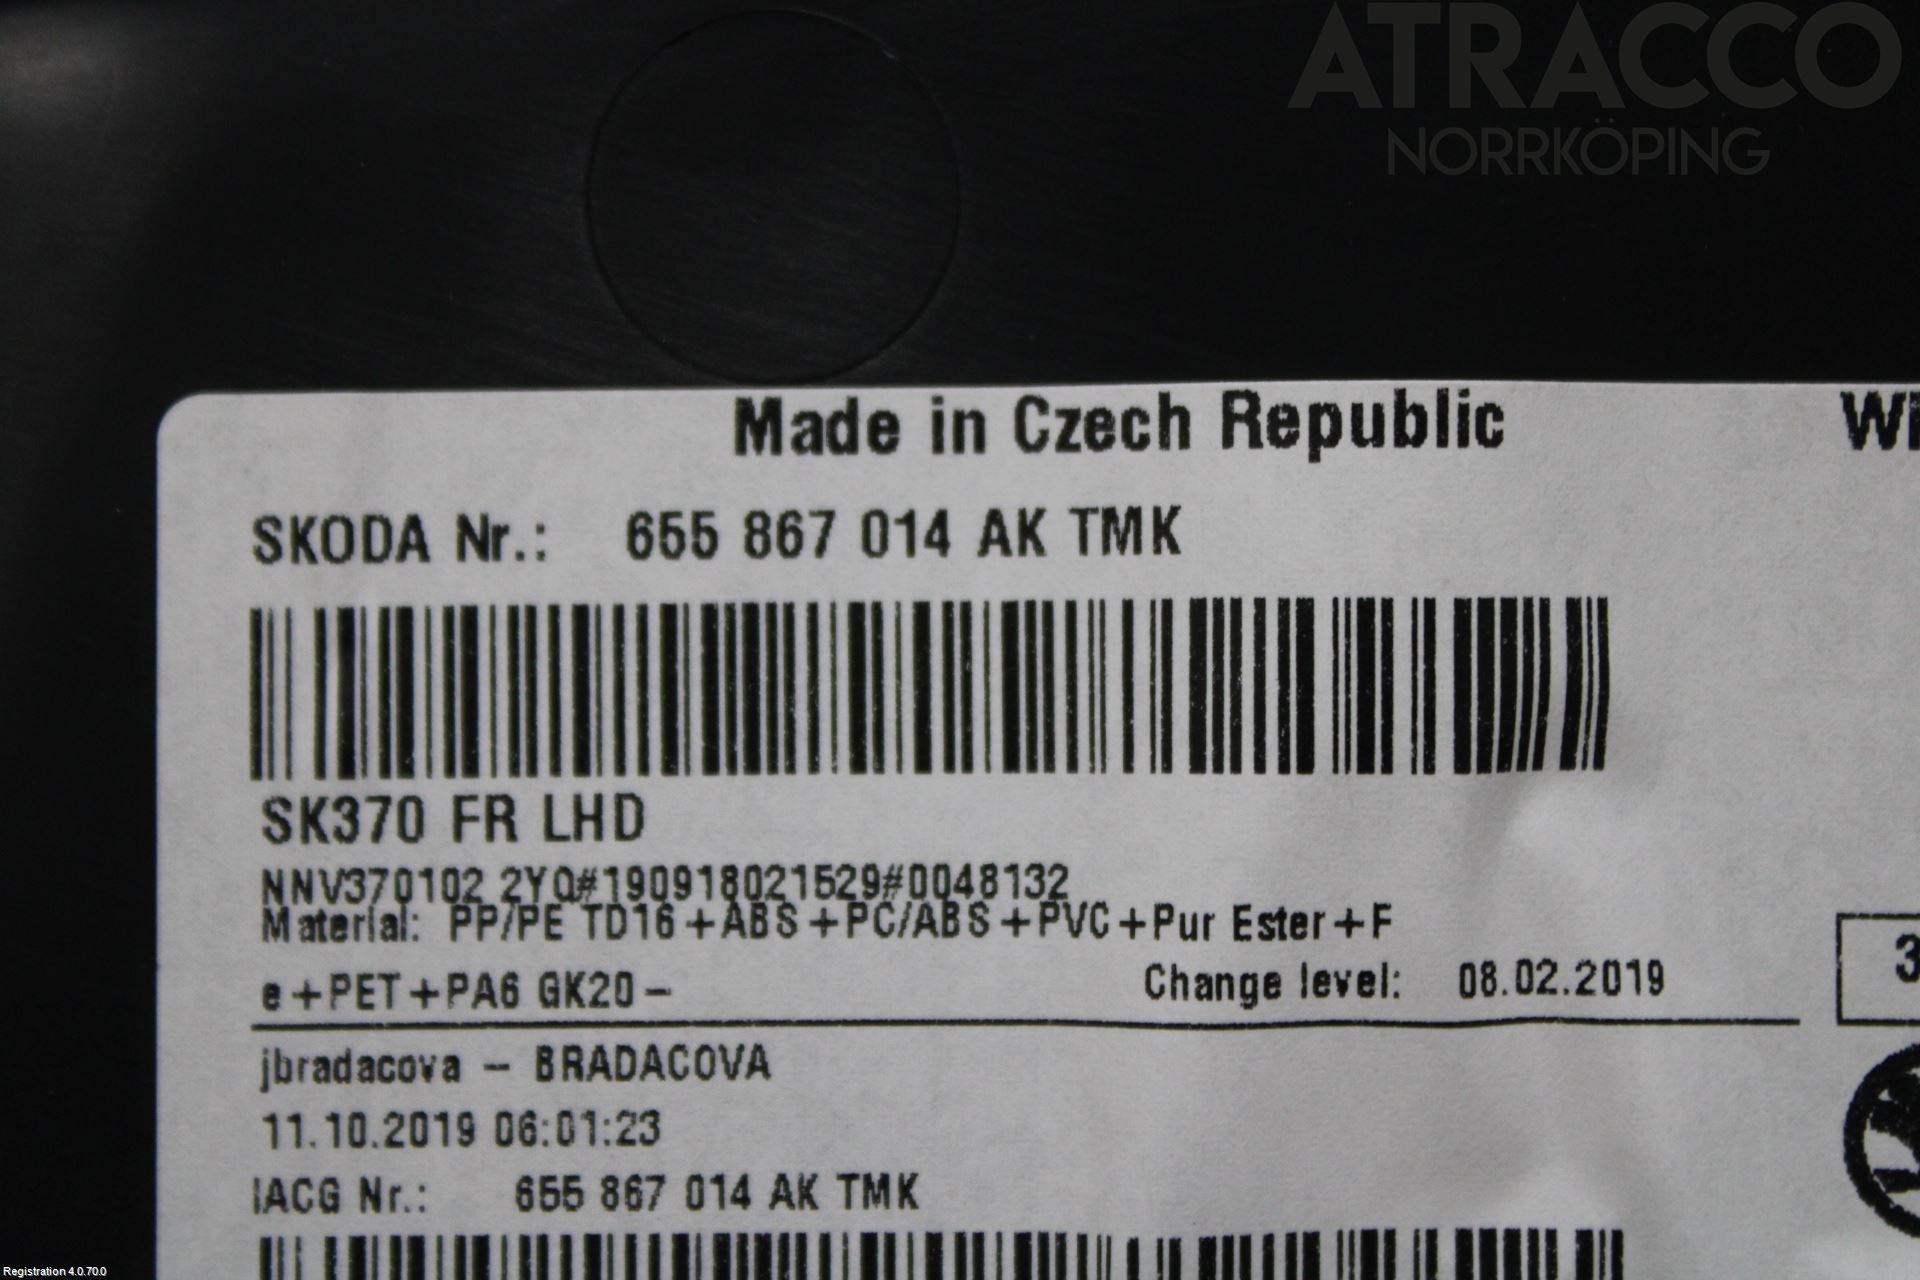 ATRACCO
NORRKÖPING
Made in Czech Republic
SKODA Nr.: 655 867 014 AK TMK
SK370 FR LHD
NNV370102 2YQ#190918021529#0048132
Material: PP/PE TD16+ABS+PC/ABS+PVC+Pur Ester+F
e+PET+PA6 GK20-
Change level: 08.02.2019
3
jbradacova - BRADACOVA
11.10.2019 06:01:23
IACG Nr.: 655 867 014 AK TMK
Registration 4.0.70.0